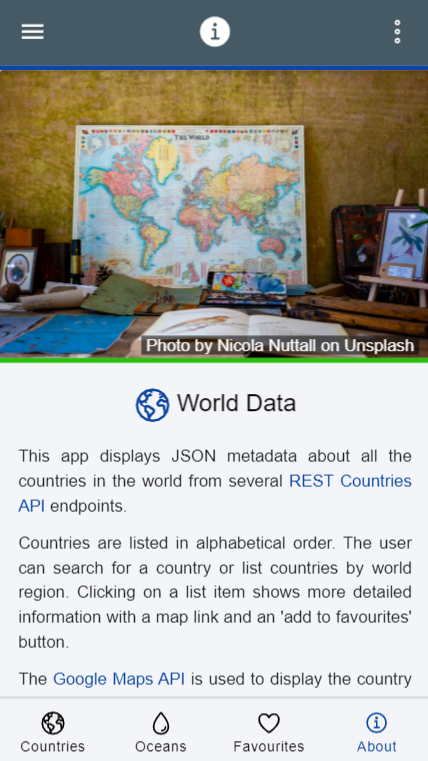 THE WORLD
Photo by Nicola Nuttall on Unsplash
World Data
This app displays JSON metadata about all the
countries in the world from several REST Countries
API endpoints.
Countries are listed in alphabetical order. The user
can search for a country or list countries by world
region. Clicking on a list item shows more detailed
information with a map link and an 'add to favourites'
button.
The Google Maps API is used to display the country
Countries
Oceans
Favourites
About